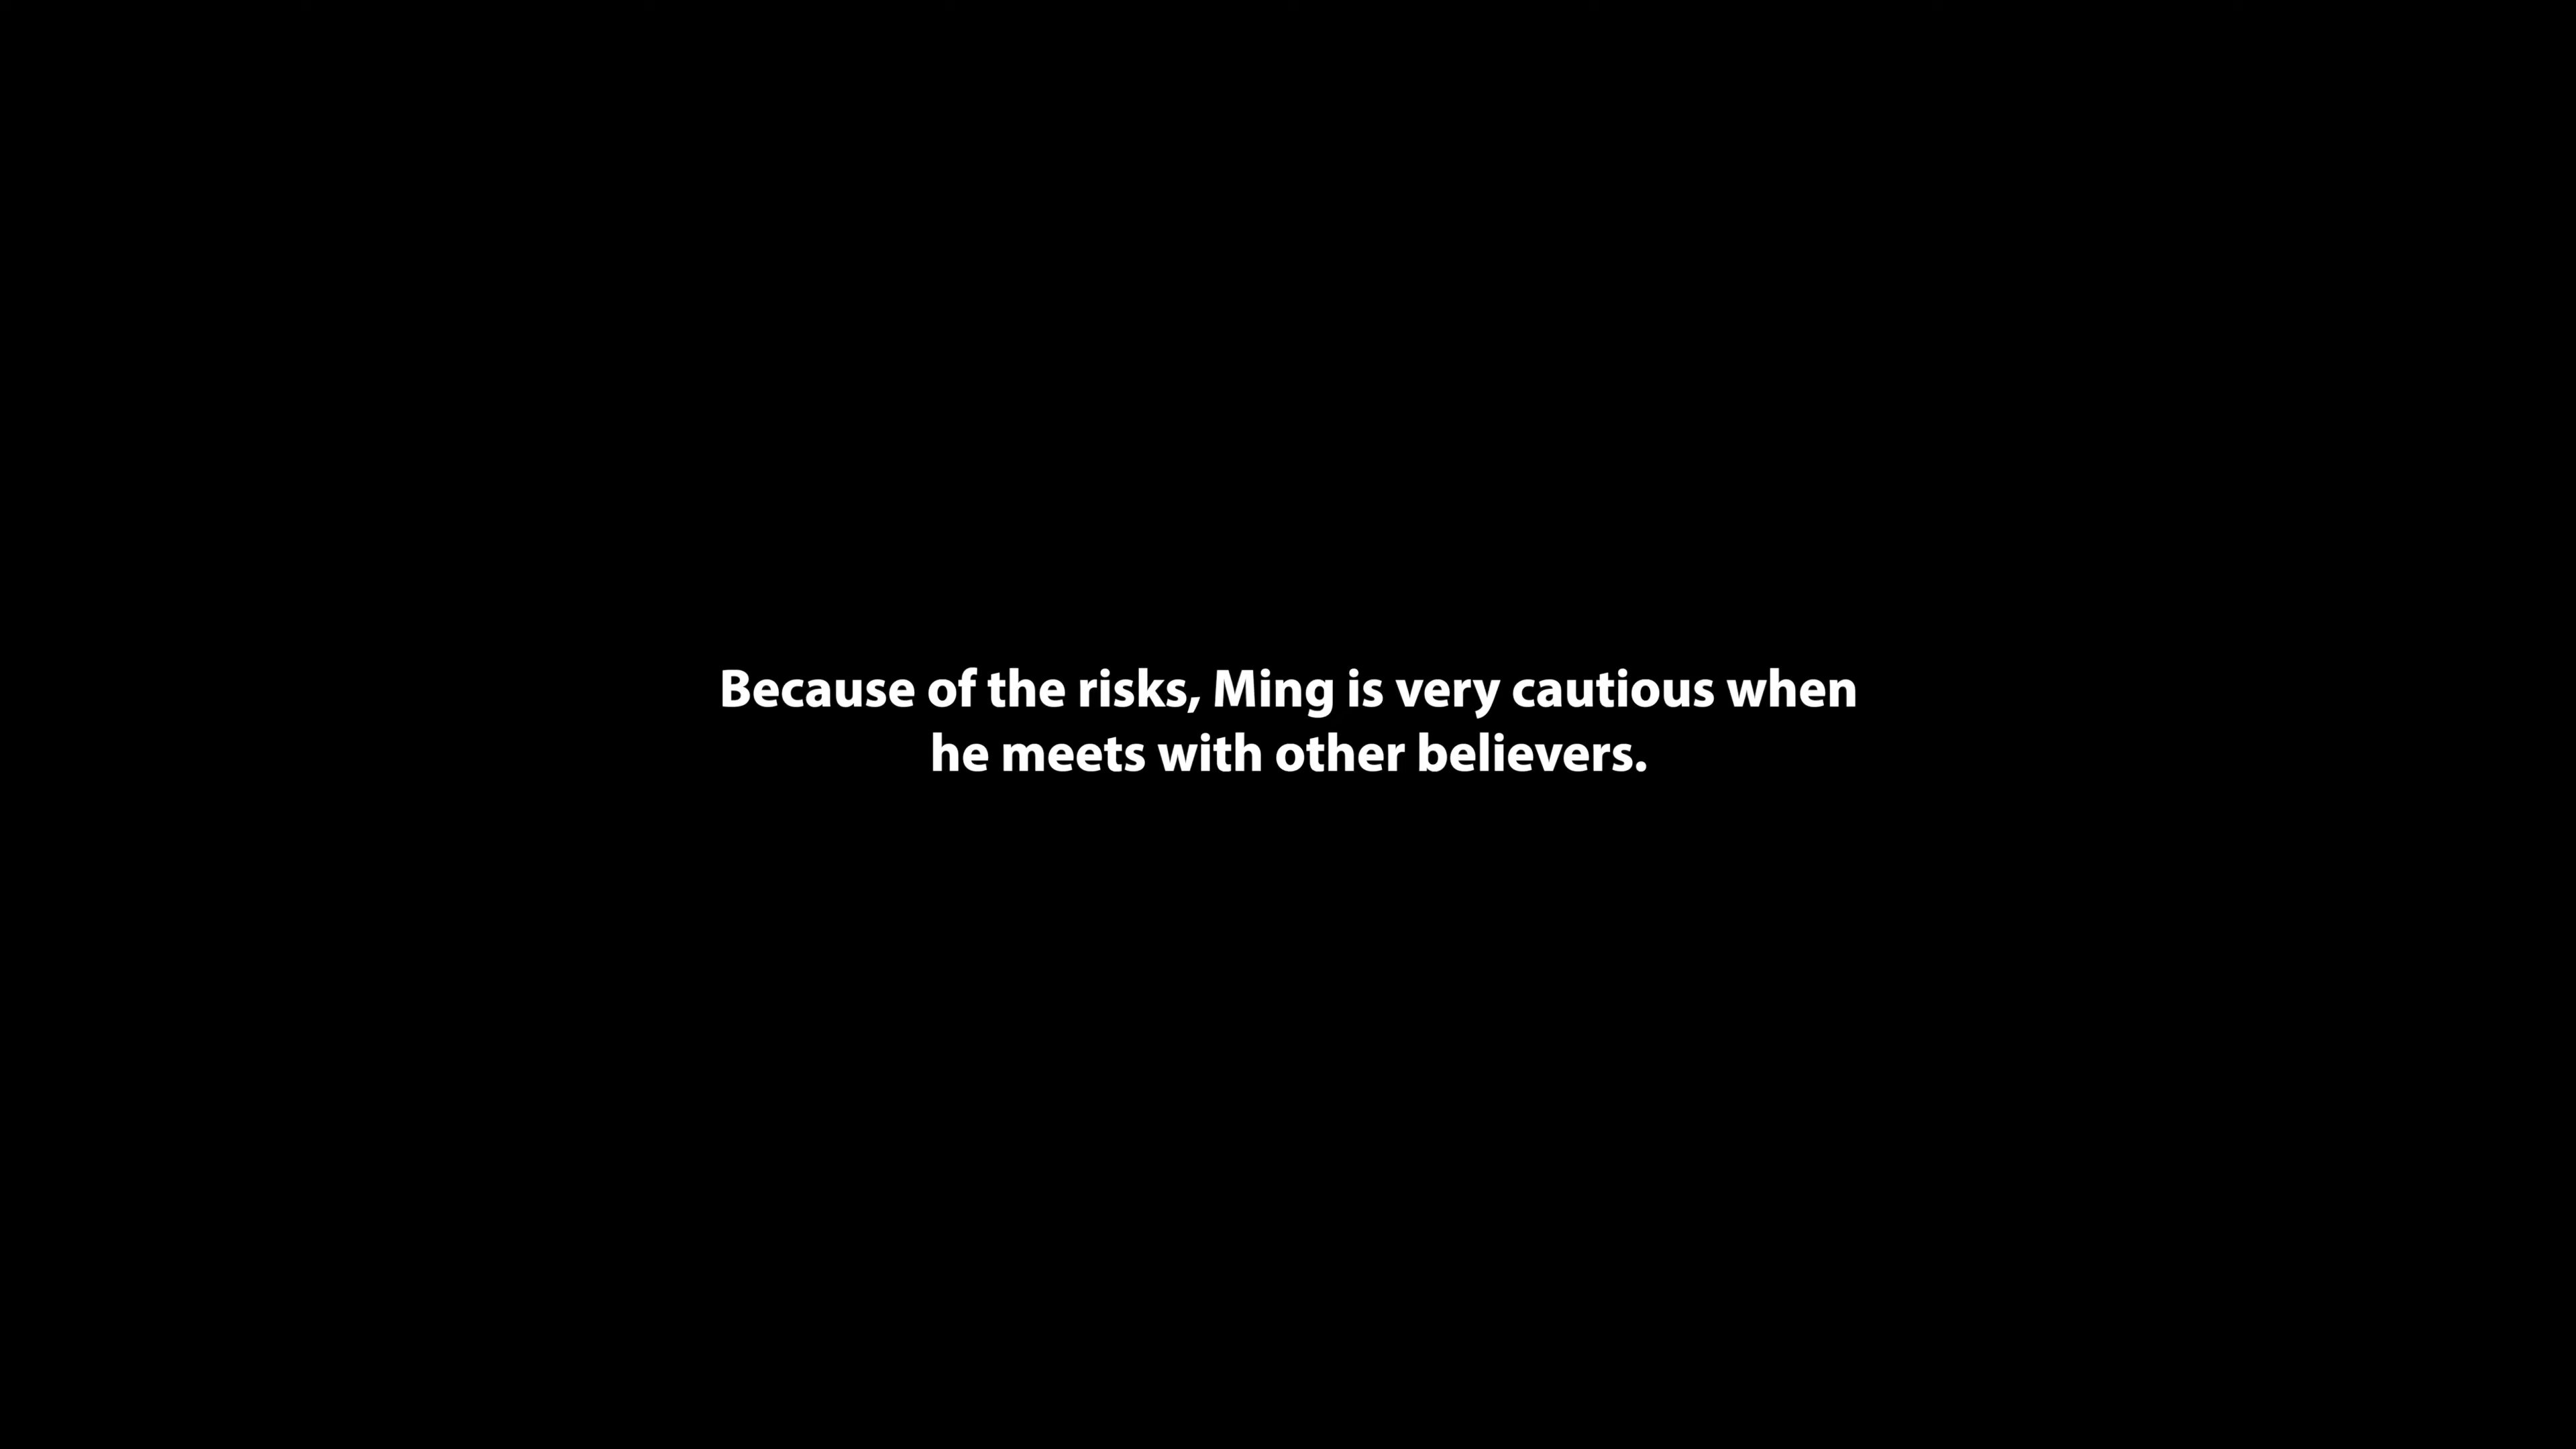 Because of the risks, Ming is very cautious when
he meets with other believers.